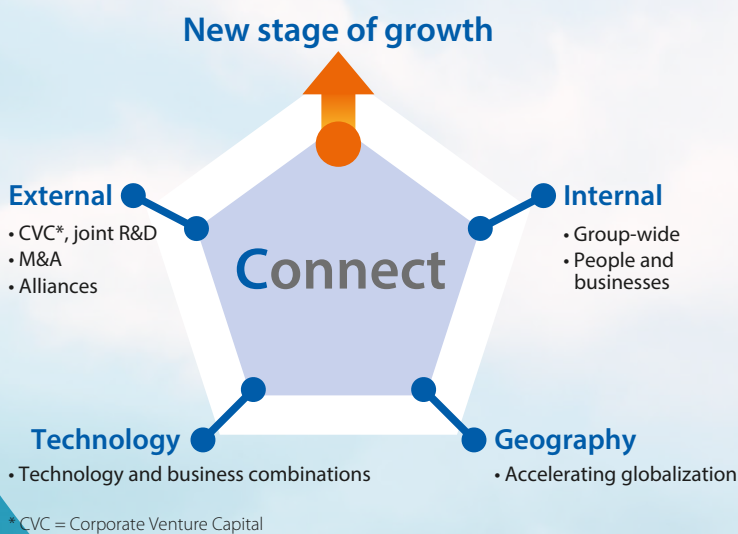 New stage of growth
External
• CVC*, joint R&D
• M&A
• Alliances
Internal
• Group-wide
• People and
businesses
Connect
Technology
• Technology and business combinations
Geography
• Accelerating globalization
* CVC = Corporate Venture Capital